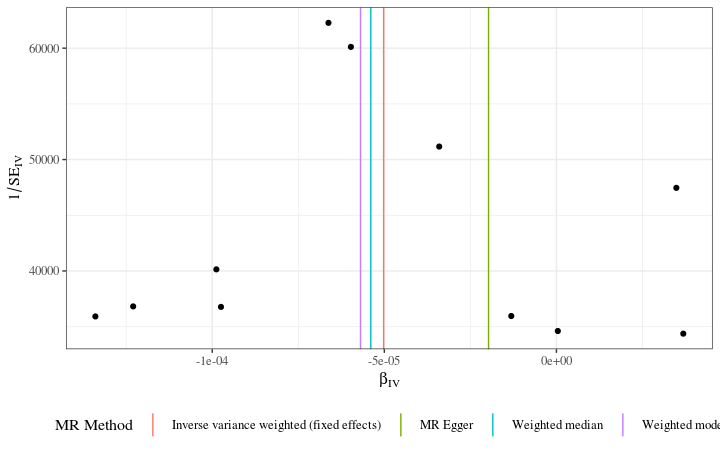 60000
50000
40000
1/SE_IV
-1e-04 -5e-05 0e+00
β_IV
MR Method Inverse variance weighted (fixed effects) MR Egger Weighted median Weighted mode